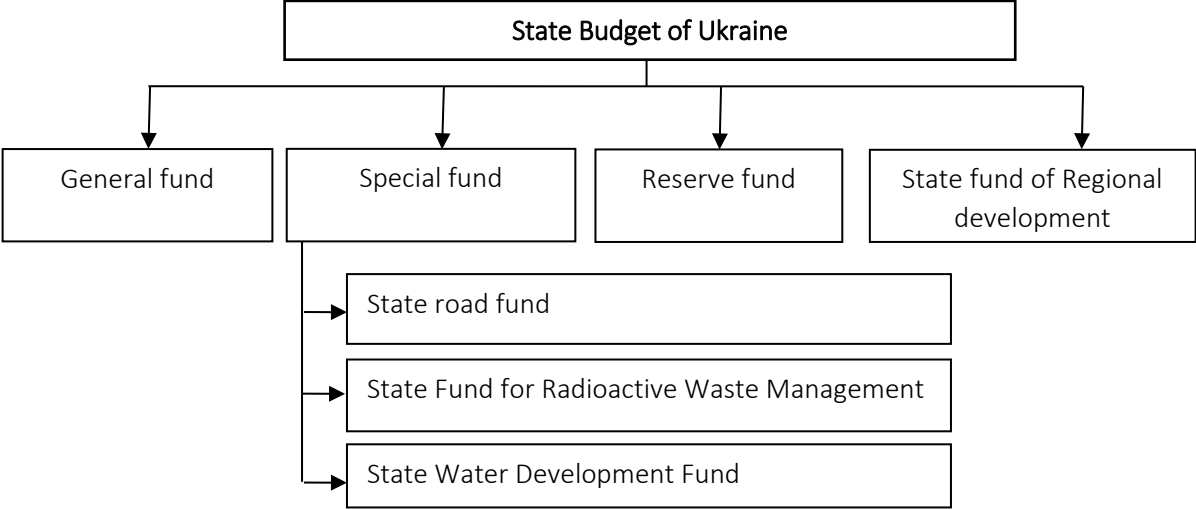 State Budget of Ukraine
General fund
Special fund
Reserve fund
State fund of Regional
development
State road fund
State Fund for Radioactive Waste Management
State Water Development Fund